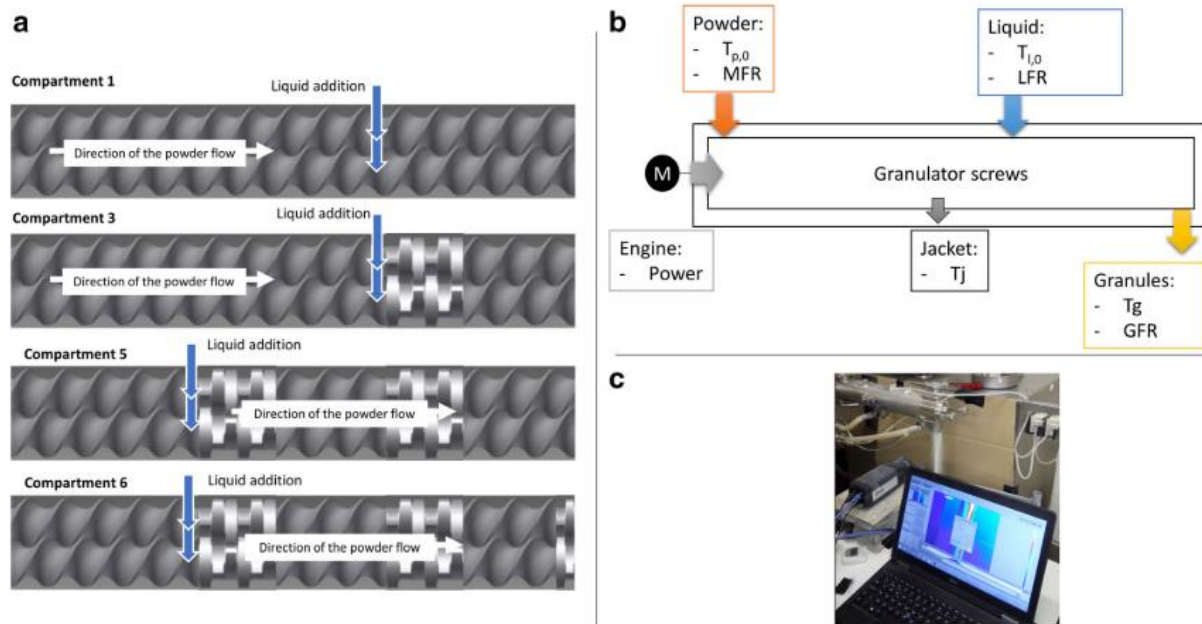 a
Compartment 1
Liquid addition
Direction of the powder flow
Compartment 3
Liquid addition
Direction of the powder flow
Compartment 5
Liquid addition
Direction of the powder flow
Compartment 6
Liquid addition
Direction of the powder flow
b
Powder:
- Tp,0
- MFR
Liquid:
- Tl,0
- LFR
M
Granulator screws
Engine:
- Power
Jacket:
- Tj
Granules:
- Tg
- GFR
c